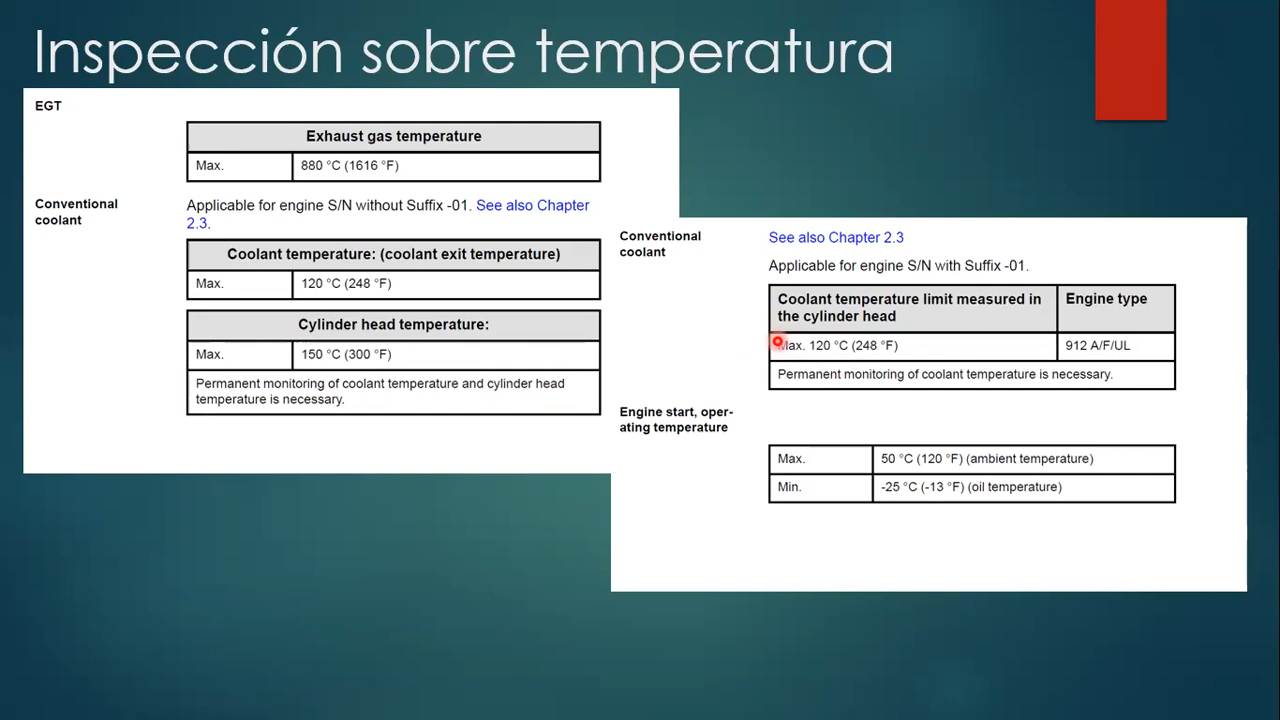 Inspección sobre temperatura
EGT
Exhaust gas temperature
Max. 880 °C (1616 °F)
Conventional
coolant
Applicable for engine S/N without Suffix -01. See also Chapter
2.3.
Coolant temperature: (coolant exit temperature)
Max. 120 °C (248 °F)
Cylinder head temperature:
Max. 150 °C (300 °F)
Permanent monitoring of coolant temperature and cylinder head
temperature is necessary.
Conventional
coolant
See also Chapter 2.3
Applicable for engine S/N with Suffix -01.
Coolant temperature limit measured in
the cylinder head
Engine type
Max. 120 °C (248 °F) 912 A/F/UL
Permanent monitoring of coolant temperature is necessary.
Engine start, oper-
ating temperature
Max. 50 °C (120 °F) (ambient temperature)
Min. -25 °C (-13 °F) (oil temperature)